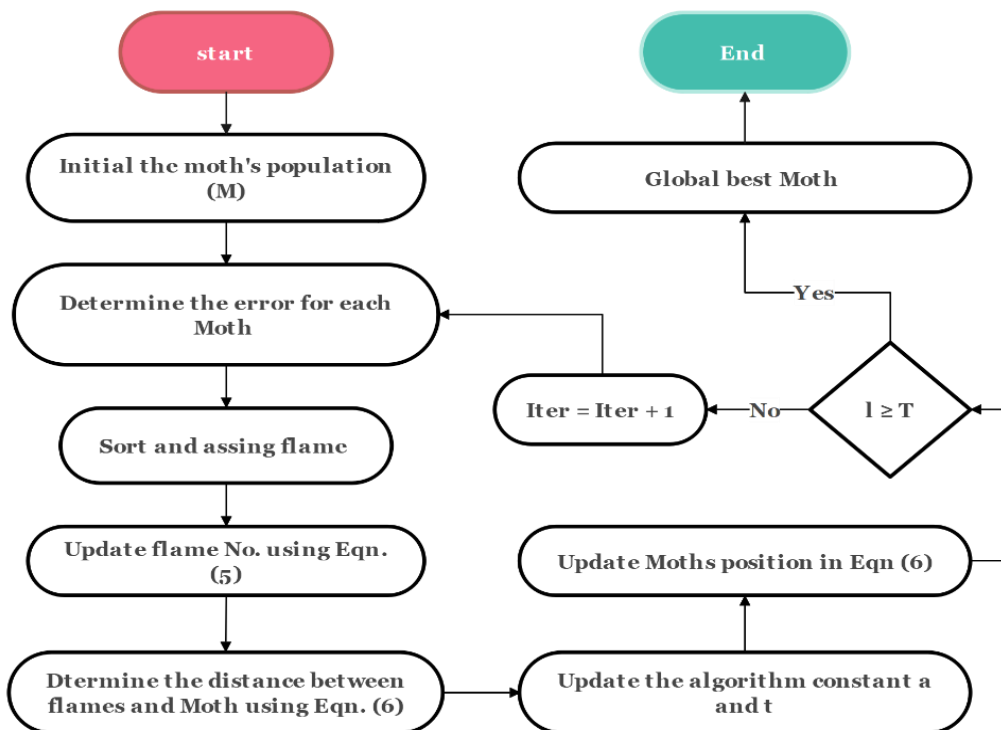 start
Initial thc moth's population
(M)
Determine the error for each
Moth
Sort and assing flamc
Update flame No. using Eqn.
(5)
Dtermine the distance between
flames and Moth using Eqn. (6)
Update the algorithm constant a
and t
Update Moths position in Eqn (6)
l ≥ T
No
Iter = Iter + 1
Yes
Global best Moth
End